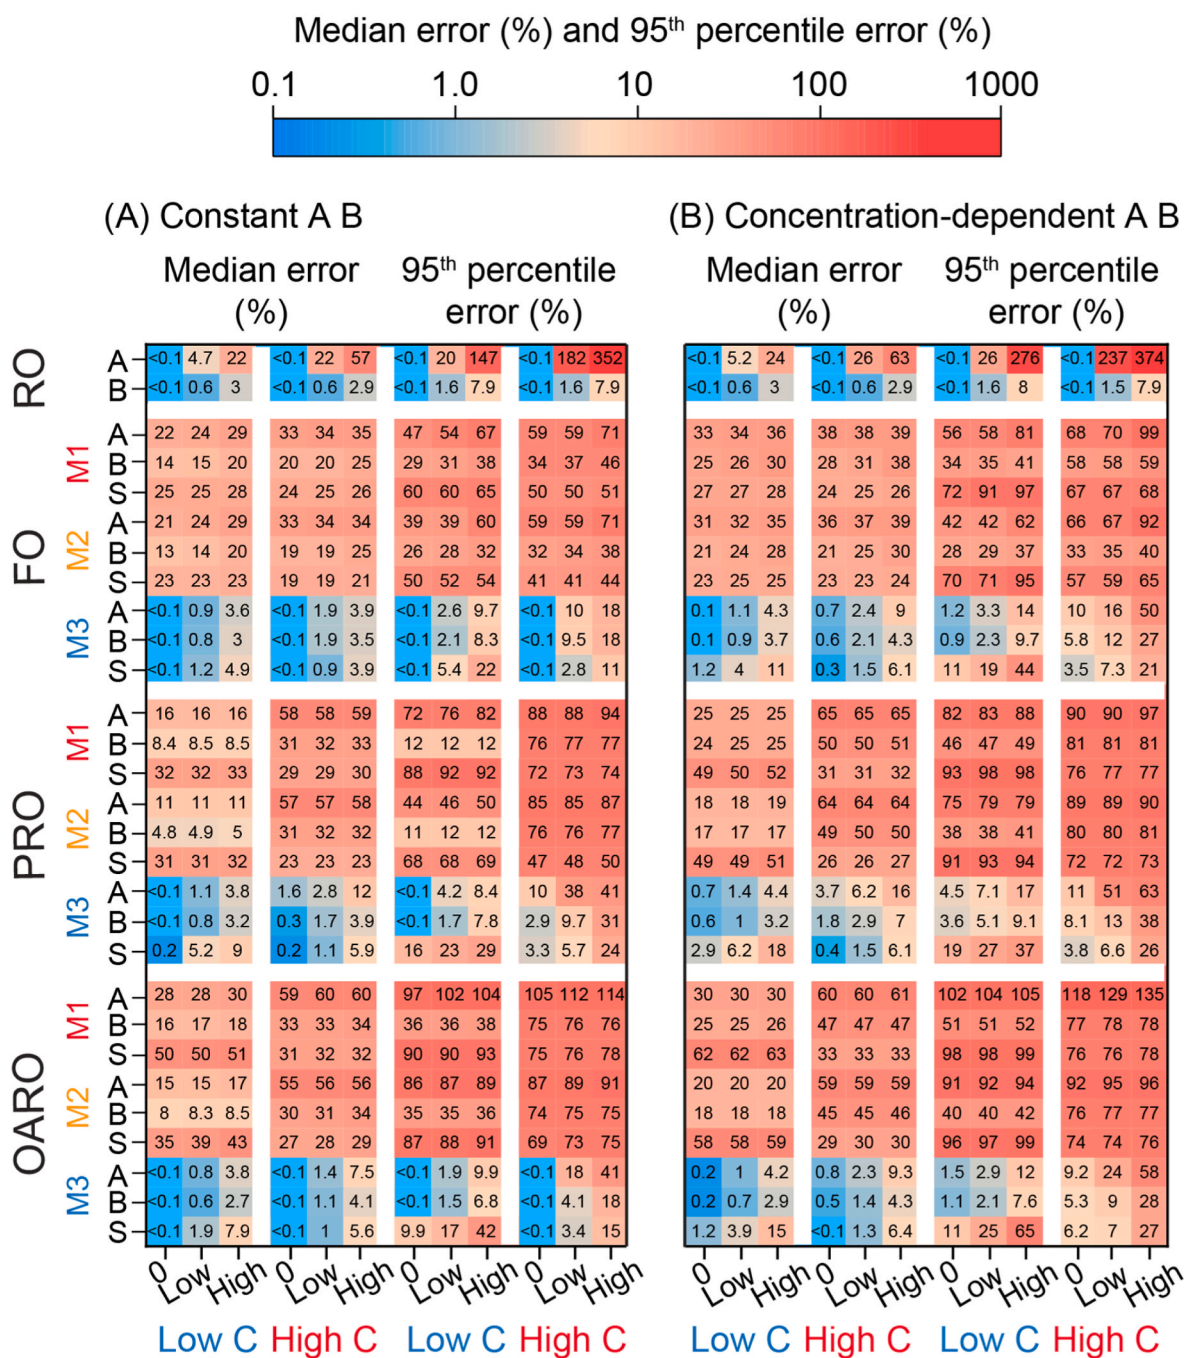 Median error (%) and 95th percentile error (%)
0.1 1.0 10 100 1000
(A) Constant A B (B) Concentration-dependent A B
Median error (%) 95th percentile error (%) Median error (%) 95th percentile error (%)
RO
A <0.1 4.7 22 <0.1 22 57 <0.1 20 147 <0.1 182 352 <0.1 5.2 24 <0.1 26 63 <0.1 26 276 <0.1 237 374
B <0.1 0.6 3 <0.1 0.6 2.9 <0.1 1.6 7.9 <0.1 1.6 7.9 <0.1 0.6 3 <0.1 0.6 2.9 <0.1 1.6 8 <0.1 1.5 7.9
FO
M1
A 22 24 29 33 34 35 47 54 67 59 59 71 33 34 36 38 38 39 56 58 81 68 70 99
B 14 15 20 20 20 25 29 31 38 34 37 46 25 26 30 28 31 38 34 35 41 58 58 59
S 25 25 28 24 25 26 60 60 65 50 50 51 27 27 28 24 25 26 72 91 97 67 67 68
M2
A 21 24 29 33 34 34 39 39 60 59 59 71 31 32 35 36 37 39 42 42 62 66 67 92
B 13 14 20 19 19 25 26 28 32 32 34 38 21 24 28 21 25 30 28 29 37 33 35 40
S 23 23 23 19 19 21 50 52 54 41 41 44 23 25 25 23 23 24 70 71 95 57 59 65
M3
A <0.1 0.9 3.6 <0.1 1.9 3.9 <0.1 2.6 9.7 <0.1 10 18 0.1 1.1 4.3 0.7 2.4 9 1.2 3.3 14 10 16 50
B <0.1 0.8 3 <0.1 1.9 3.5 <0.1 2.1 8.3 <0.1 9.5 18 0.1 0.9 3.7 0.6 2.1 4.3 0.9 2.3 9.7 5.8 12 27
S <0.1 1.2 4.9 <0.1 0.9 3.9 <0.1 5.4 22 <0.1 2.8 11 1.2 4 11 0.3 1.5 6.1 11 19 44 3.5 7.3 21
PRO
M1
A 16 16 16 58 58 59 72 76 82 88 88 94 25 25 25 65 65 65 82 83 88 90 90 97
B 8.4 8.5 8.5 31 32 33 12 12 12 76 77 77 24 25 25 50 50 51 46 47 49 81 81 81
S 32 32 33 29 29 30 88 92 92 72 73 74 49 50 52 31 31 32 93 98 98 76 77 77
M2
A 11 11 11 57 57 58 44 46 50 85 85 87 18 18 19 64 64 64 75 79 79 89 89 90
B 4.8 4.9 5 31 32 32 11 12 12 76 76 77 17 17 17 49 50 50 38 38 41 80 80 81
S 31 31 32 23 23 23 68 68 69 47 48 50 49 49 51 26 26 27 91 93 94 72 72 73
M3
A <0.1 1.1 3.8 1.6 2.8 12 <0.1 4.2 8.4 10 38 41 0.7 1.4 4.4 3.7 6.2 16 4.5 7.1 17 11 51 63
B <0.1 0.8 3.2 0.3 1.7 3.9 <0.1 1.7 7.8 2.9 9.7 31 0.6 1 3.2 1.8 2.9 7 3.6 5.1 9.1 8.1 13 38
S 0.2 5.2 9 0.2 1.1 5.9 16 23 29 3.3 5.7 24 2.9 6.2 18 0.4 1.5 6.1 19 27 37 3.8 6.6 26
OARO
M1
A 28 28 30 59 60 60 97 102 104 105 112 114 30 30 30 60 60 61 102 104 105 118 129 135
B 16 17 18 33 33 34 36 36 38 75 76 76 25 25 26 47 47 47 51 51 52 77 78 78
S 50 50 51 31 32 32 90 90 93 75 76 78 62 62 63 33 33 33 98 98 99 76 76 78
M2
A 15 15 17 55 56 56 86 87 89 87 89 91 20 20 20 59 59 59 91 92 94 92 95 96
B 8 8.3 8.5 30 31 34 35 35 36 74 75 75 18 18 18 45 45 46 40 40 42 76 77 77
S 35 39 43 27 28 29 87 88 91 69 73 75 58 58 59 29 30 30 96 97 99 74 74 76
M3
A <0.1 0.8 3.8 <0.1 1.4 7.5 <0.1 1.9 9.9 <0.1 18 41 0.2 1 4.2 0.8 2.3 9.3 1.5 2.9 12 9.2 24 58
B <0.1 0.6 2.7 <0.1 1.1 4.1 <0.1 1.5 6.8 <0.1 4.1 18 0.2 0.7 2.9 0.5 1.4 4.3 1.1 2.1 7.6 5.3 9 28
S <0.1 1.9 7.9 <0.1 1 5.6 9.9 17 42 <0.1 3.4 15 1.2 3.9 15 <0.1 1.3 6.4 11 25 65 6.2 7 27
0 Low High 0 Low High 0 Low High 0 Low High 0 Low High 0 Low High 0 Low High 0 Low High
Low C High C Low C High C Low C High C Low C High C